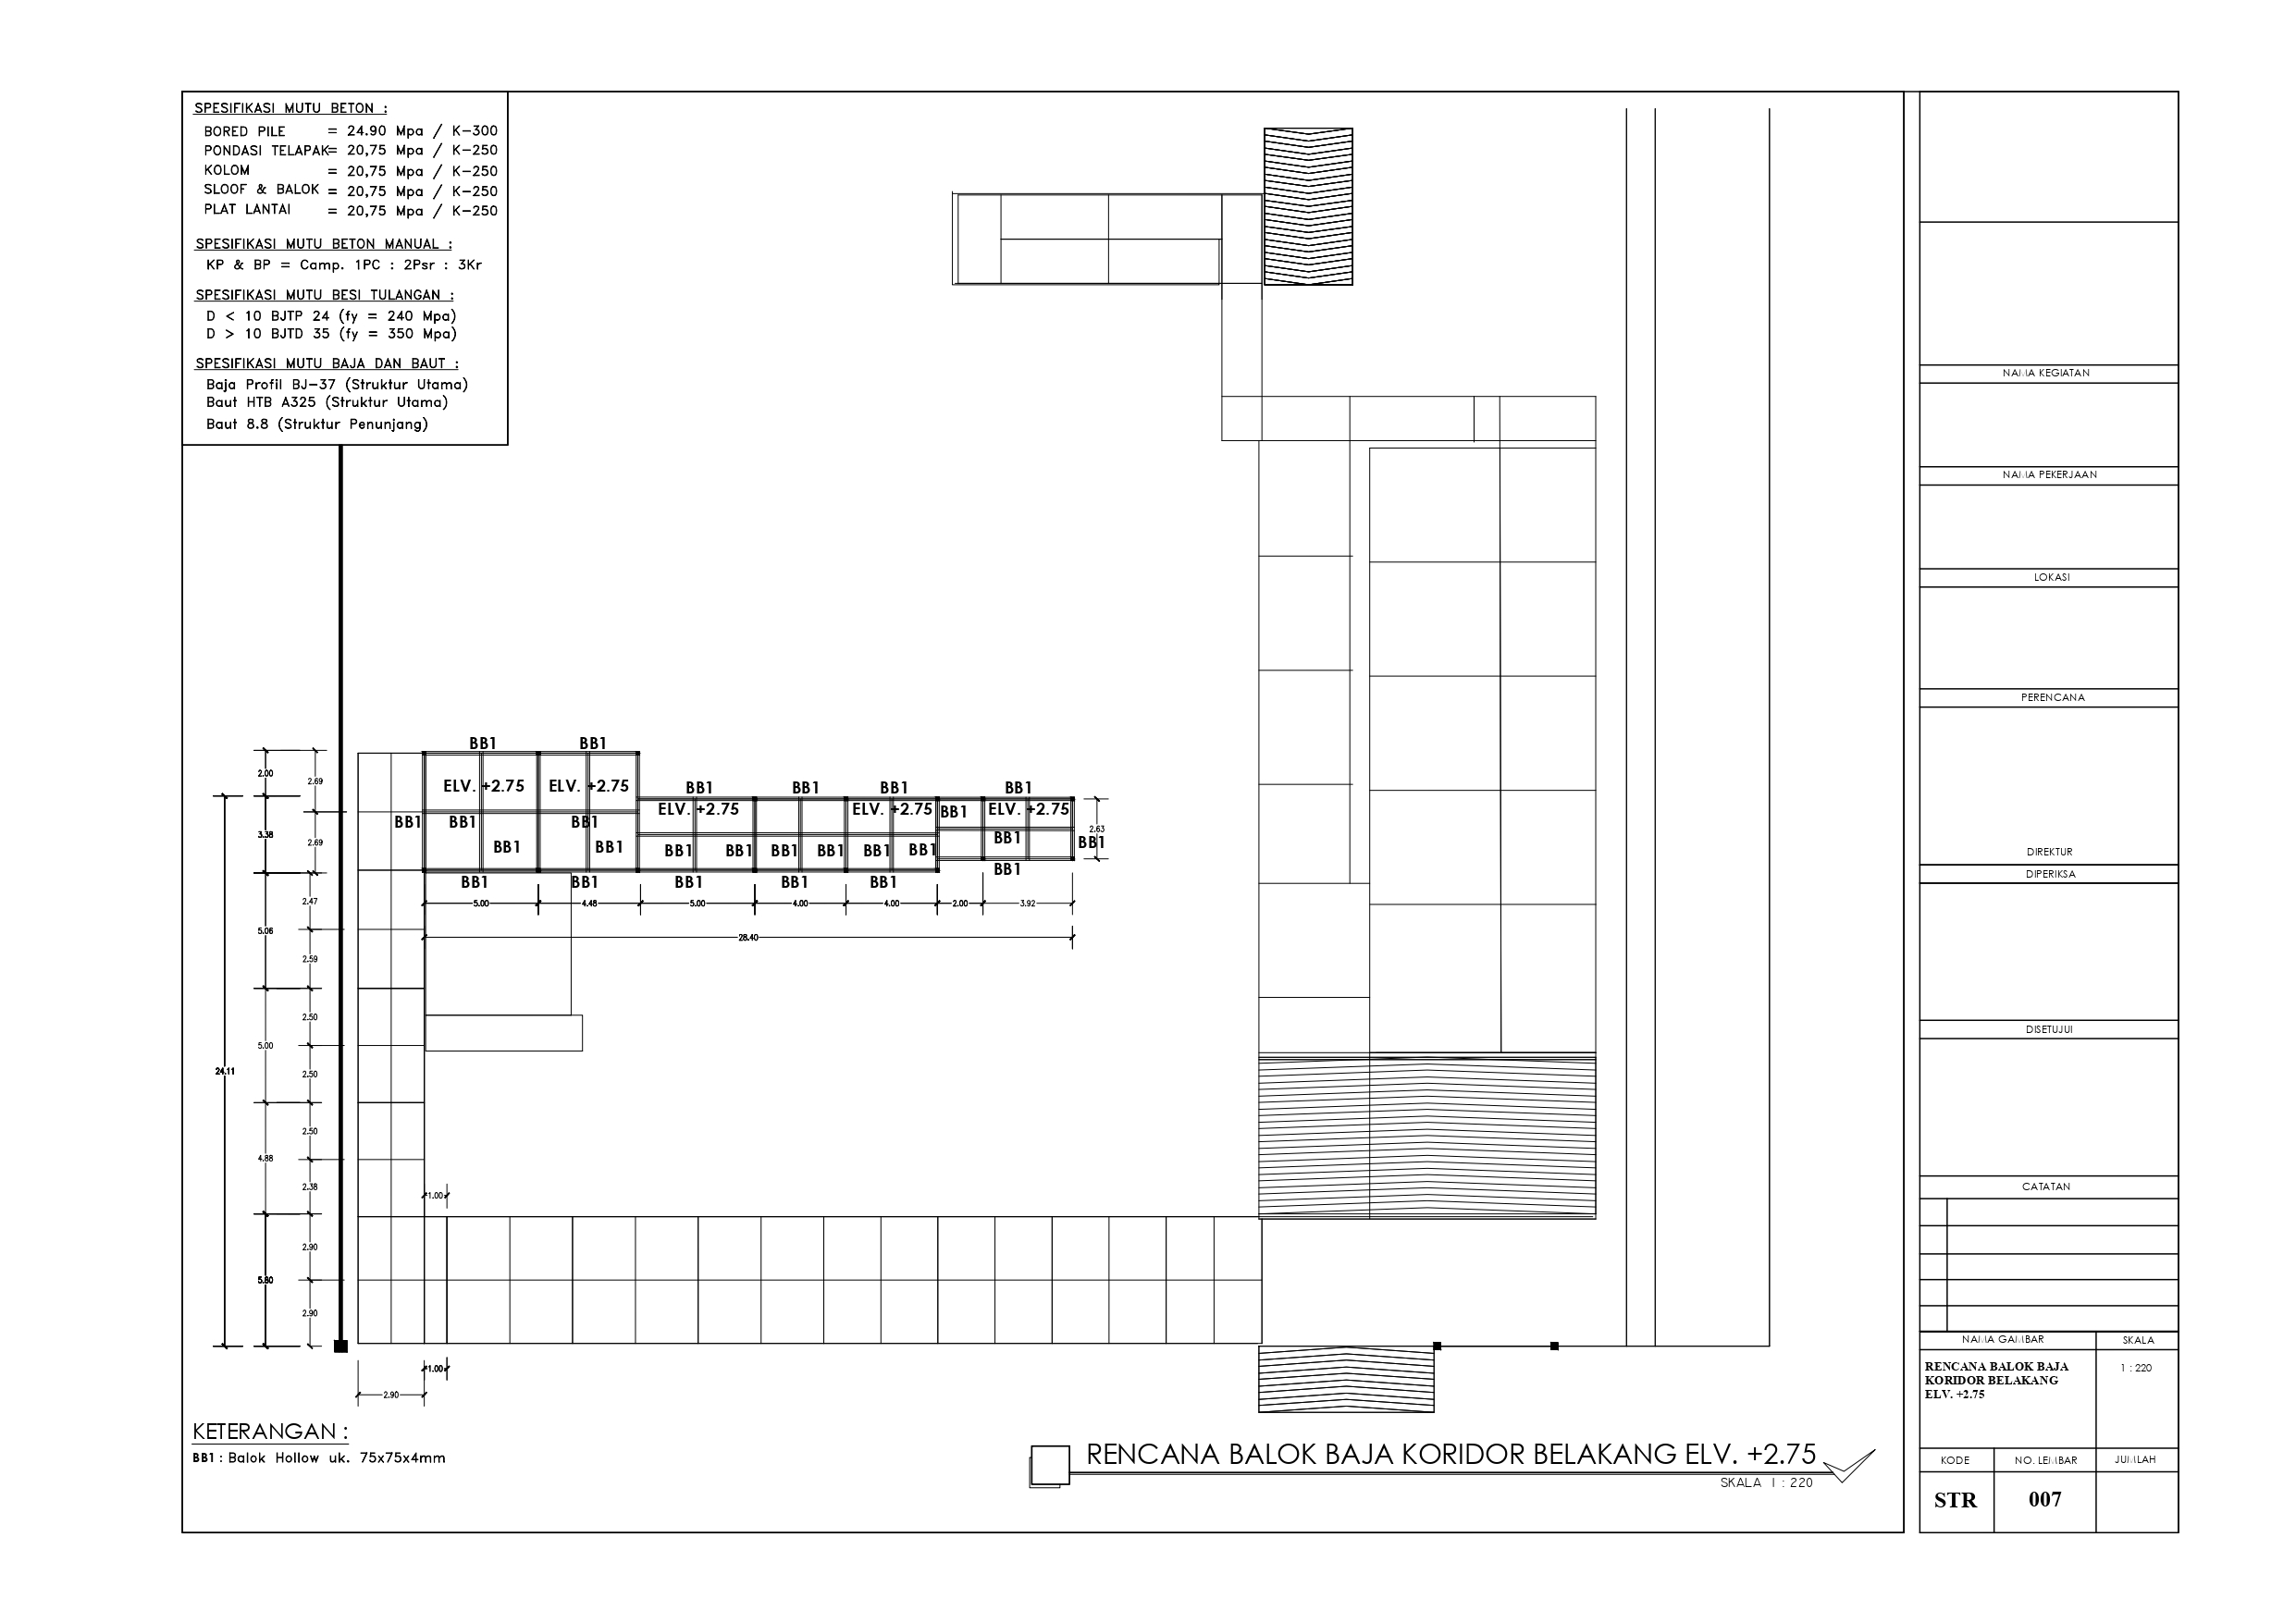 SPESIFIKASI MUTU BETON :
BORED PILE = 24.90 Mpa / K-300
PONDASI TELAPAK= 20,75 Mpa / K-250
KOLOM = 20,75 Mpa / K-250
SLOOF & BALOK = 20,75 Mpa / K-250
PLAT LANTAI = 20,75 Mpa / K-250
SPESIFIKASI MUTU BETON MANUAL :
KP & BP = Camp. 1PC : 2Psr : 3Kr
SPESIFIKASI MUTU BESI TULANGAN :
D < 10 BJTP 24 (fy = 240 Mpa)
D > 10 BJTD 35 (fy = 350 Mpa)
SPESIFIKASI MUTU BAJA DAN BAUT :
Baja Profil BJ-37 (Struktur Utama)
Baut HTB A325 (Struktur Utama)
Baut 8.8 (Struktur Penunjang)
BB1 BB1
ELV. +2.75 ELV. +2.75
BB1 BB1 BB1 BB1
ELV. +2.75 ELV. +2.75 BB1 ELV. +2.75
BB1 BB1 BB1
BB1 BB1
BB1 BB1
BB1 BB1 BB1 BB1 BB1 BB1
BB1
BB1 BB1 BB1 BB1 BB1
5.00 4.48 5.00 4.00 4.00 2.00 3.92
28.40
2.63
2.00
3.38
5.06
5.00
4.88
5.80
24.11
2.69
2.69
2.47
2.59
2.50
2.50
2.50
2.38
2.90
2.90
1.00
1.00
2.90
KETERANGAN :
BB1 : Balok Hollow uk. 75x75x4mm
RENCANA BALOK BAJA KORIDOR BELAKANG ELV. +2.75
SKALA 1 : 220
NAMA KEGIATAN
NAMA PEKERJAAN
LOKASI
PERENCANA
DIREKTUR
DIPERIKSA
DISETUJUI
CATATAN
NAMA GAMBAR SKALA
RENCANA BALOK BAJA
KORIDOR BELAKANG
ELV. +2.75
1 : 220
KODE NO. LEMBAR JUMLAH
STR 007